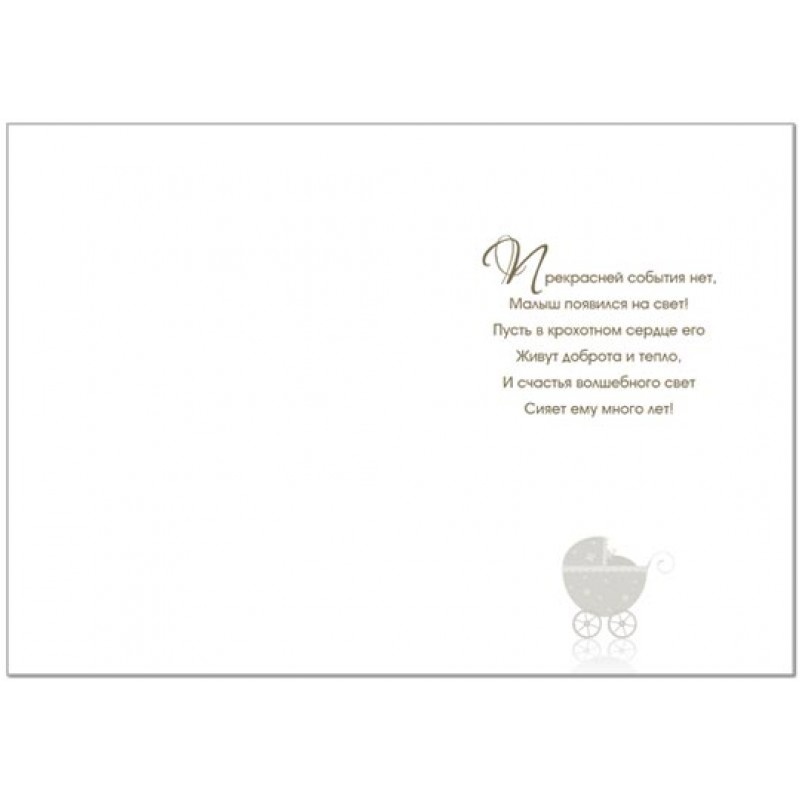 Прекрасней события нет,
Малыш появился на свет!
Пусть в крохотном сердце его
Живут доброта и тепло,
И счастья волшебного свет
Сияет ему много лет!